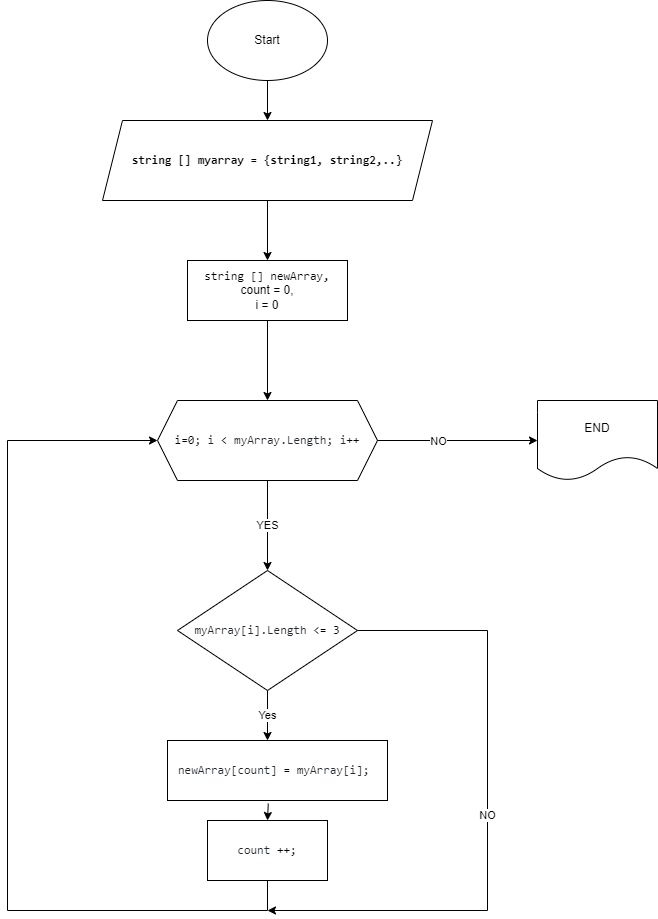 Start
string [] myarray = {string1, string2,..}
string [] newArray,
count = 0,
i = 0
i=0; i < myArray.Length; i++
NO
END
YES
myArray[i].Length <= 3
Yes
newArray[count] = myArray[i];
NO
count ++;